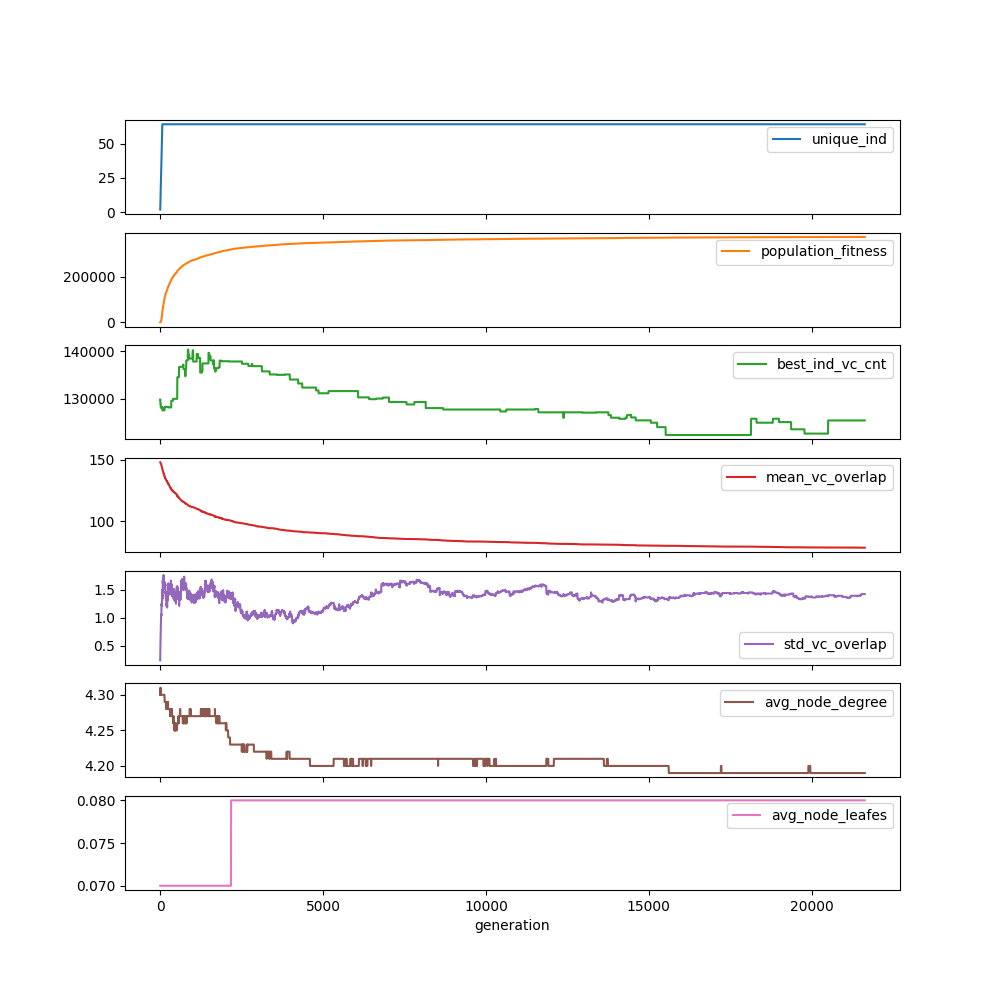 50
25
0
unique_ind
200000
0
population_fitness
140000
130000
best_ind_vc_cnt
150
100
mean_vc_overlap
1.5
1.0
0.5
std_vc_overlap
4.30
4.25
4.20
avg_node_degree
0.080
0.075
0.070
avg_node_leafes
0 5000 10000 15000 20000
generation